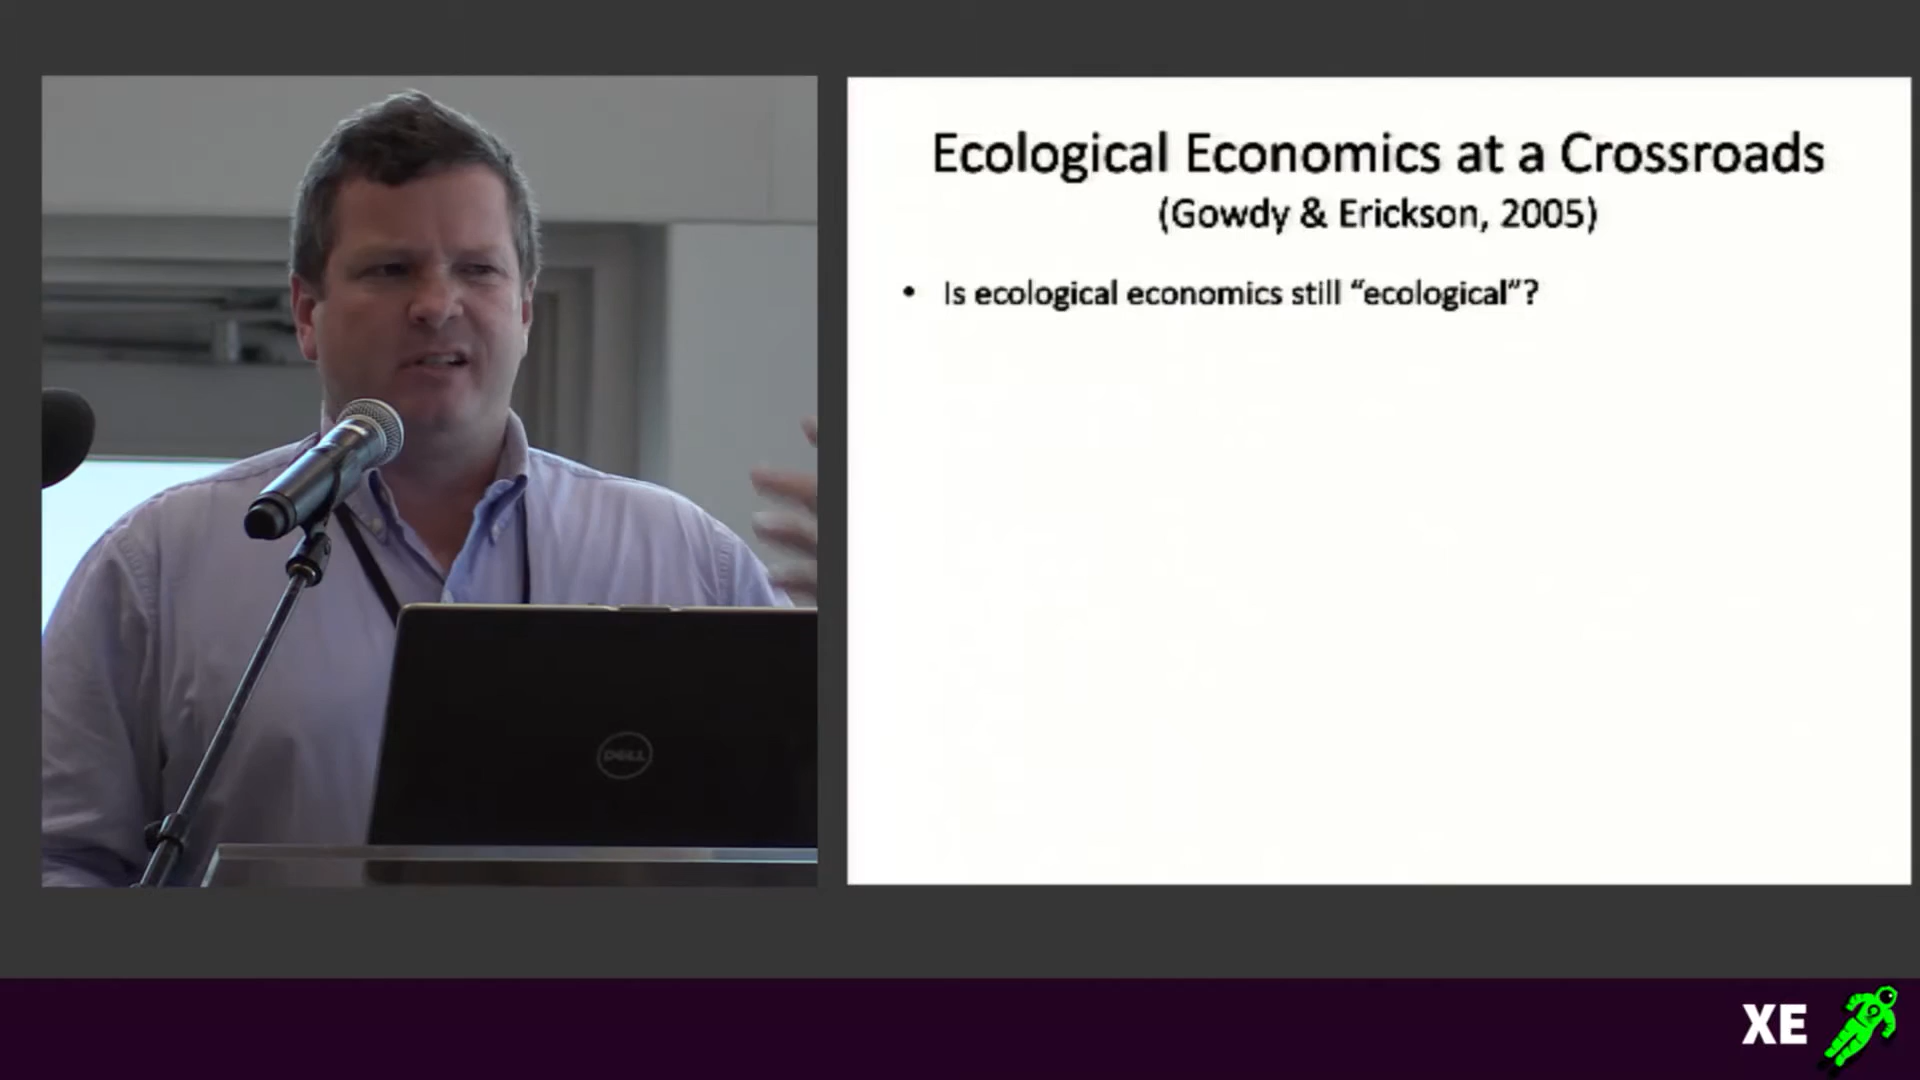 Ecological Economics at a Crossroads
(Gowdy & Erickson, 2005)
• Is ecological economics still “ecological”?
DELL
XE